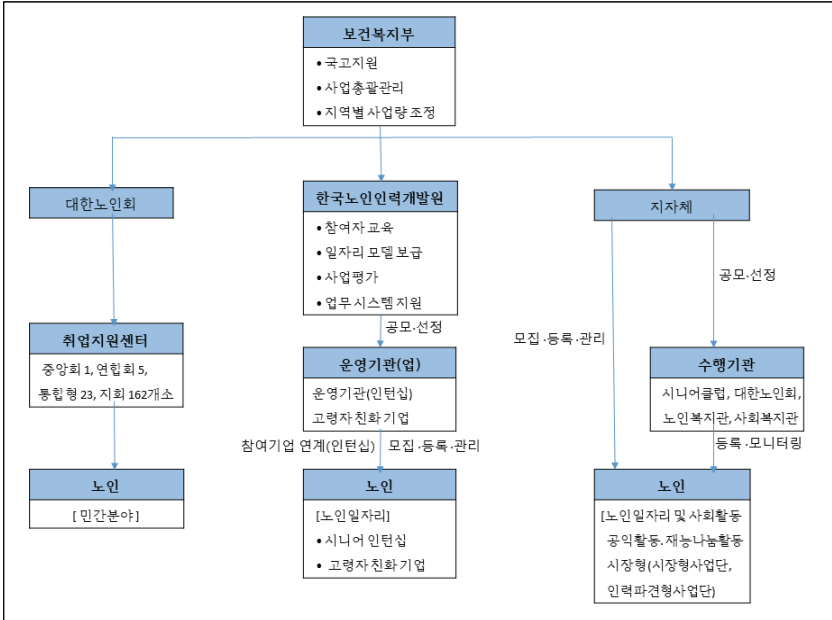 보건복지부
• 국고지원
• 사업총괄관리
• 지역별 사업량 조정
대한노인회
한국노인인력개발원
• 참여자 교육
• 일자리 모델 보급
• 사업평가
• 업무 시스템 지원
지자체
공모·선정
공모·선정
모집·등록·관리
취업지원센터
중앙회 1, 연합회 5,
통합형 23, 지회 162개소
운영기관(업)
운영기관(인턴십)
고령자 친화 기업
수행기관
시니어클럽, 대한노인회,
노인복지관, 사회복지관
참여기업 연계(인턴십) 모집·등록·관리
등록·모니터링
노인
[ 민간분야 ]
노인
[노인일자리]
• 시니어 인턴십
• 고령자 친화 기업
노인
[노인일자리 및 사회활동
공익활동. 재능나눔활동
시장형(시장형사업단,
인력파견형사업단)